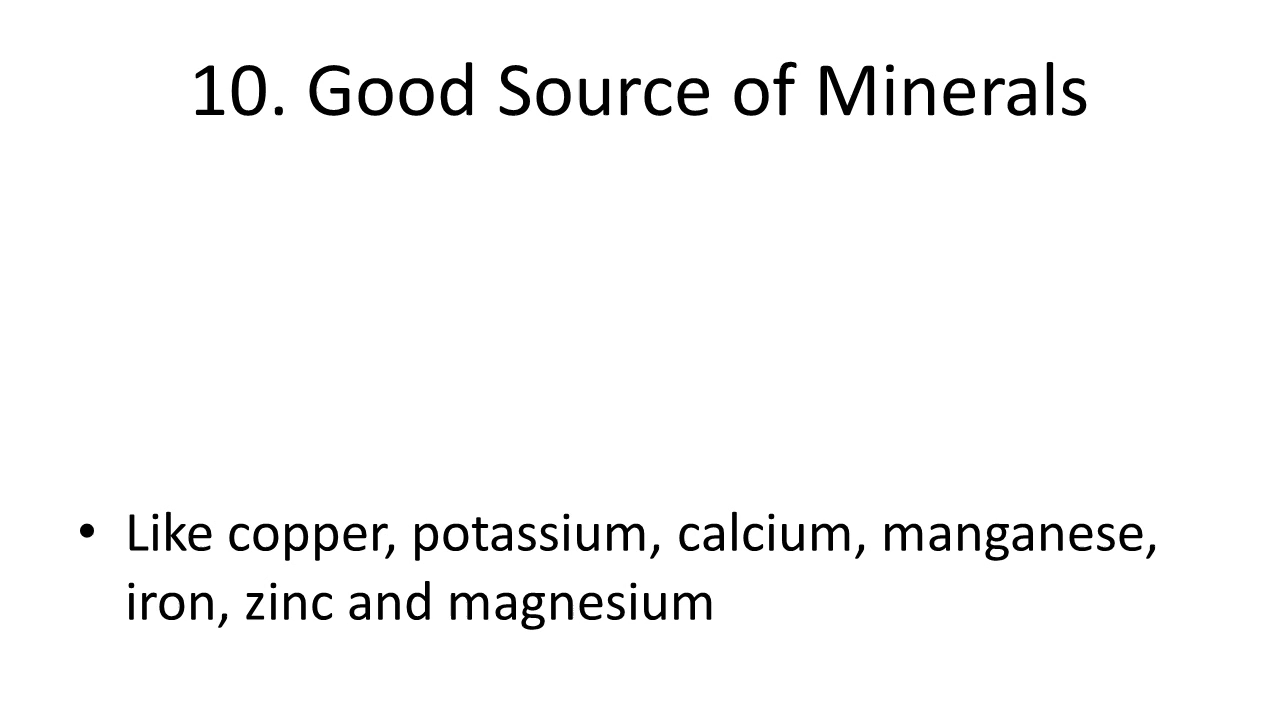 10. Good Source of Minerals
• Like copper, potassium, calcium, manganese,
iron, zinc and magnesium